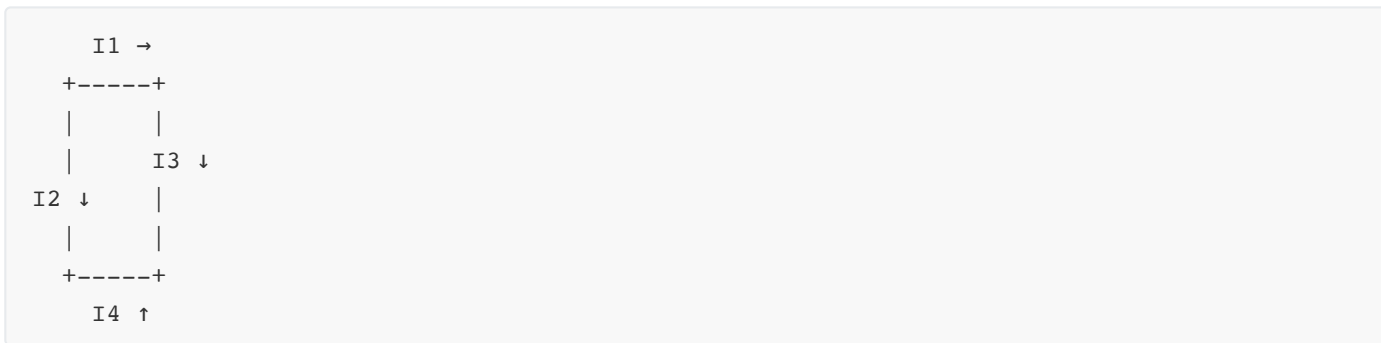 I1 →
+-----+
|     |
|     I3 ↓
I2 ↓    |
|     |
+-----+
I4 ↑